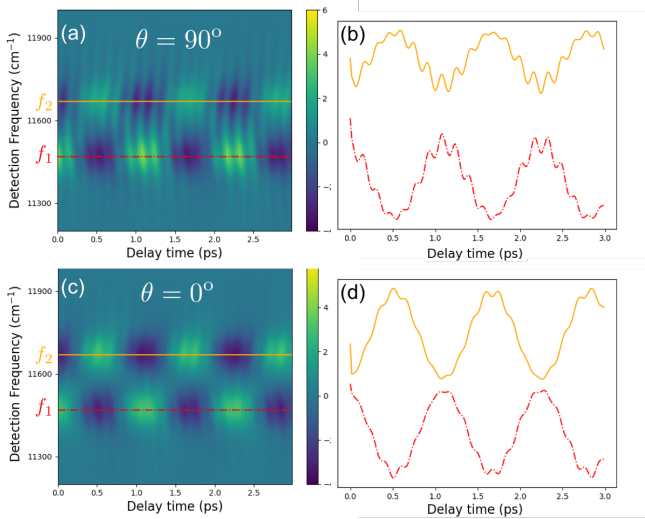 (a)
θ = 90°
Detection Frequency (cm⁻¹)
11900
11600
11300
f₂
f₁
0.0 0.5 1.0 1.5 2.0 2.5
Delay time (ps)
6
4
2
0
(b)
0.0 0.5 1.0 1.5 2.0 2.5 3.0
Delay time (ps)
(c)
θ = 0°
Detection Frequency (cm⁻¹)
11900
11600
11300
f₂
f₁
0.0 0.5 1.0 1.5 2.0 2.5
Delay time (ps)
4
2
0
(d)
0.0 0.5 1.0 1.5 2.0 2.5 3.0
Delay time (ps)